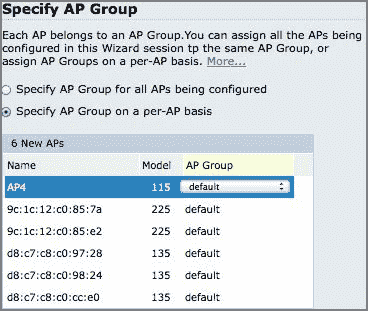 Specify AP Group
Each AP belongs to an AP Group.You can assign all the APs being
configured in this Wizard session tp the same AP Group, or
assign AP Groups on a per-AP basis. More...
Specify AP Group for all APs being configured
Specify AP Group on a per-AP basis
6 New APs
Name Model AP Group
AP4 115 default
9c:1c:12:c0:85:7a 225 default
9c:1c:12:c0:85:e2 225 default
d8:c7:c8:c0:97:28 135 default
d8:c7:c8:c0:98:24 135 default
d8:c7:c8:c0:cc:e0 135 default